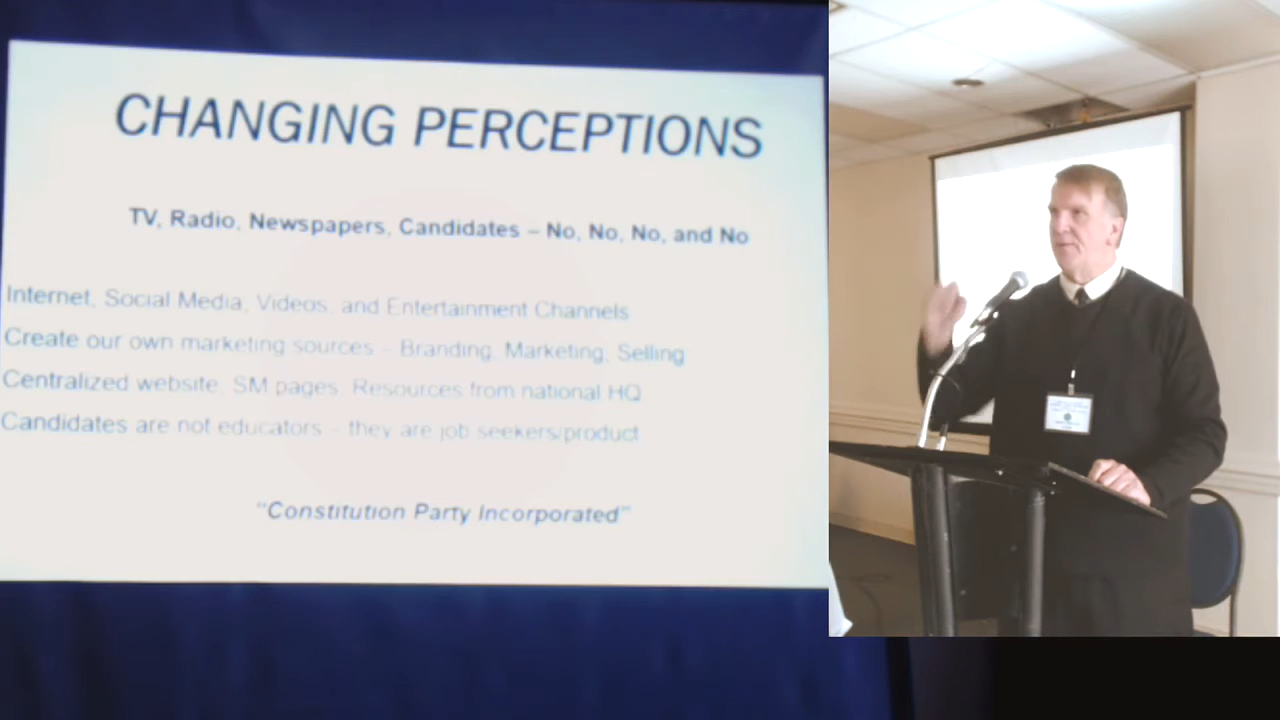 CHANGING PERCEPTIONS
TV, Radio, Newspapers, Candidates – No, No, No, and No
Internet, Social Media, Videos, and Entertainment Channels
Create our own marketing sources – Branding, Marketing, Selling
Centralized website, SM pages, Resources from national HQ
Candidates are not educators – they are job seekers/product
"Constitution Party Incorporated"